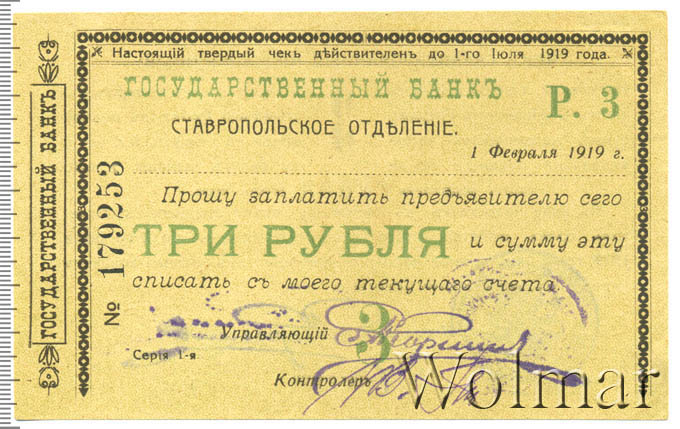 Настоящій твердый чекъ дѣйствителенъ до 1-го Іюля 1919 года.
ГОСУДАРСТВЕННЫЙ БАНКЪ
Р. 3
СТАВРОПОЛЬСКОЕ ОТДѢЛЕНІЕ.
1 Февраля 1919 г.
Прошу заплатить предъявителю сего
ТРИ РУБЛЯ и сумму эту
списать съ моего текущаго счета
Управляющій
3
Серія 1-я.
Контролеръ
№ 179253
ГОСУДАРСТВЕННЫЙ БАНКЪ
Wolmar